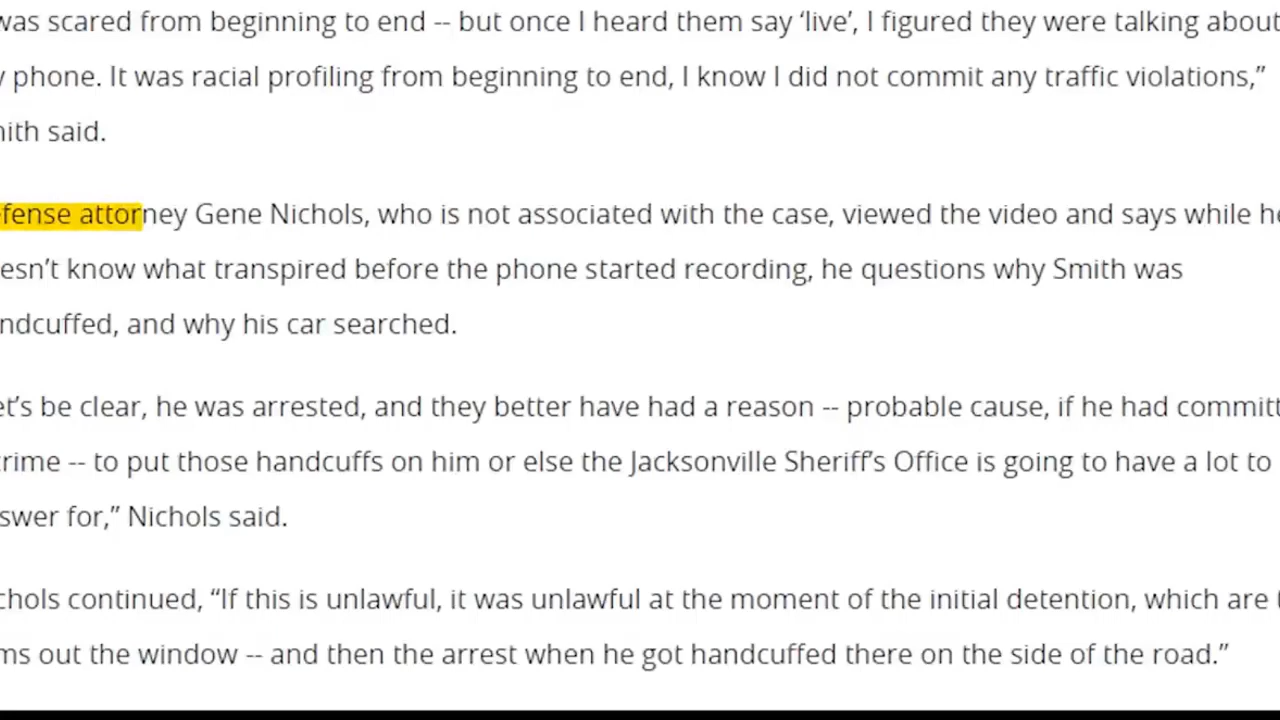 was scared from beginning to end -- but once I heard them say ‘live’, I figured they were talking about
phone. It was racial profiling from beginning to end, I know I did not commit any traffic violations,”
ith said.
fense attorney Gene Nichols, who is not associated with the case, viewed the video and says while he
esn’t know what transpired before the phone started recording, he questions why Smith was
ndcuffed, and why his car searched.
et’s be clear, he was arrested, and they better have had a reason -- probable cause, if he had committ
crime -- to put those handcuffs on him or else the Jacksonville Sheriff’s Office is going to have a lot to
swer for,” Nichols said.
chols continued, “If this is unlawful, it was unlawful at the moment of the initial detention, which are
ms out the window -- and then the arrest when he got handcuffed there on the side of the road.”